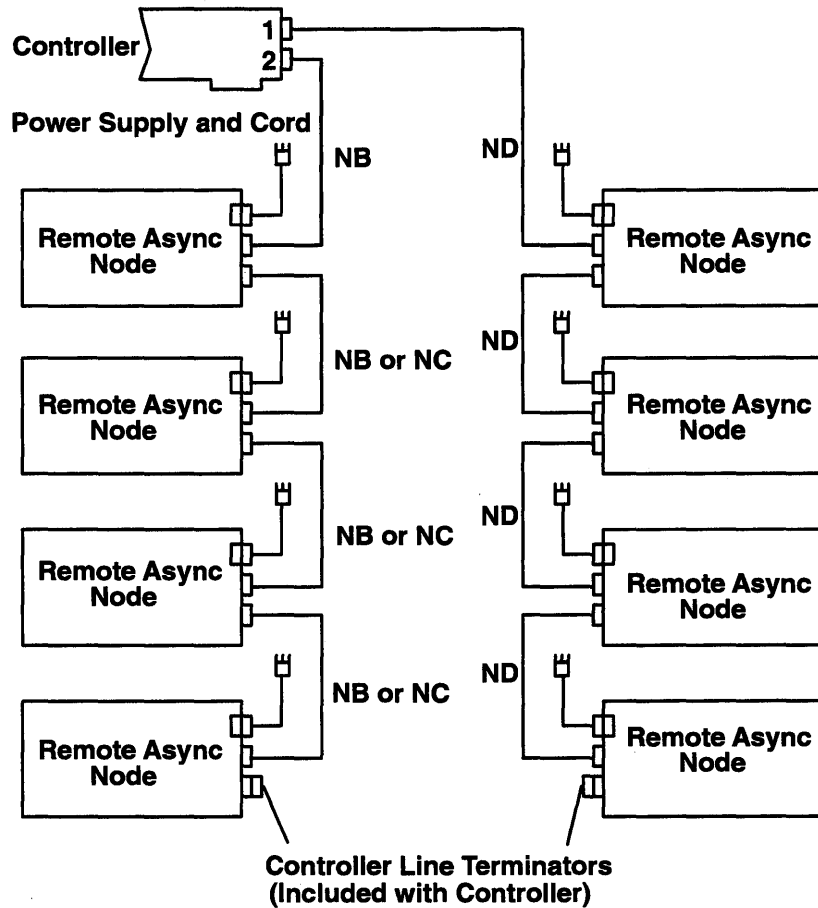 Controller
1
2
Power Supply and Cord
NB
ND
Remote Async
Node
Remote Async
Node
NB or NC
ND
Remote Async
Node
Remote Async
Node
NB or NC
ND
Remote Async
Node
Remote Async
Node
NB or NC
ND
Remote Async
Node
Remote Async
Node
Controller Line Terminators
(Included with Controller)